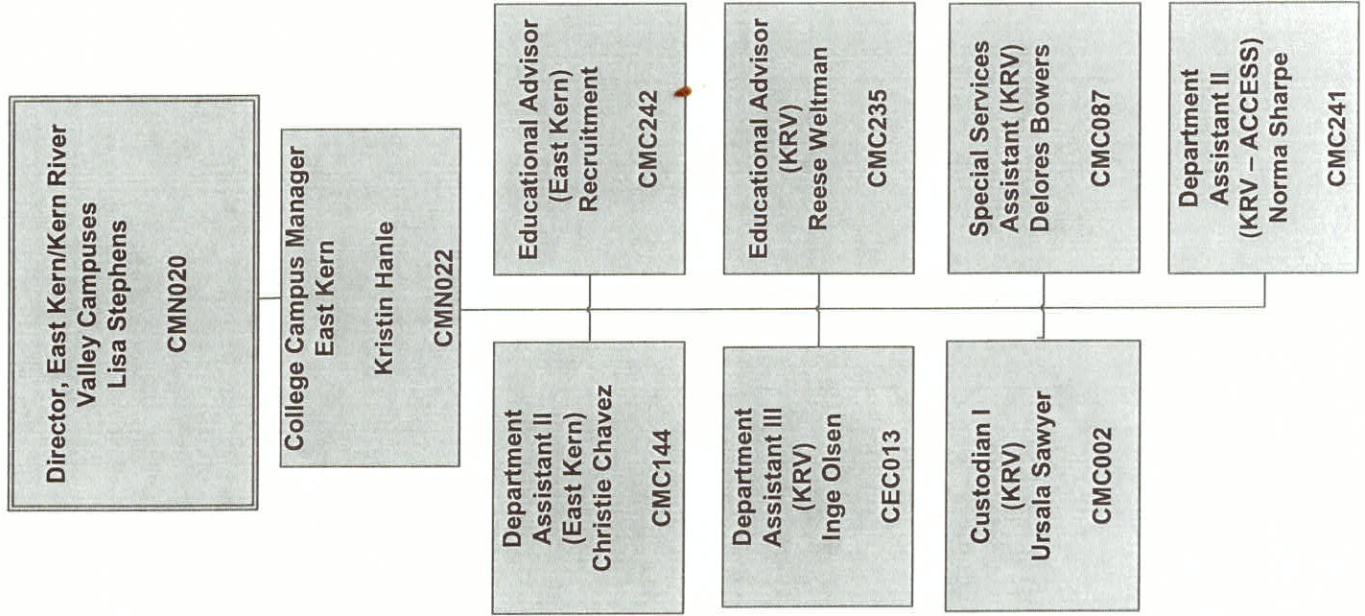 Director, East Kern/Kern River
Valley Campuses
Lisa Stephens
CMN020
College Campus Manager
East Kern
Kristin Hanle
CMN022
Department
Assistant II
(East Kern)
Christie Chavez
CMC144
Educational Advisor
(East Kern)
Recruitment
CMC242
Department
Assistant III
(KRV)
Inge Olsen
CEC013
Educational Advisor
(KRV)
Reese Weltman
CMC235
Custodian I
(KRV)
Ursala Sawyer
CMC002
Special Services
Assistant (KRV)
Delores Bowers
CMC087
Department
Assistant II
(KRV – ACCESS)
Norma Sharpe
CMC241